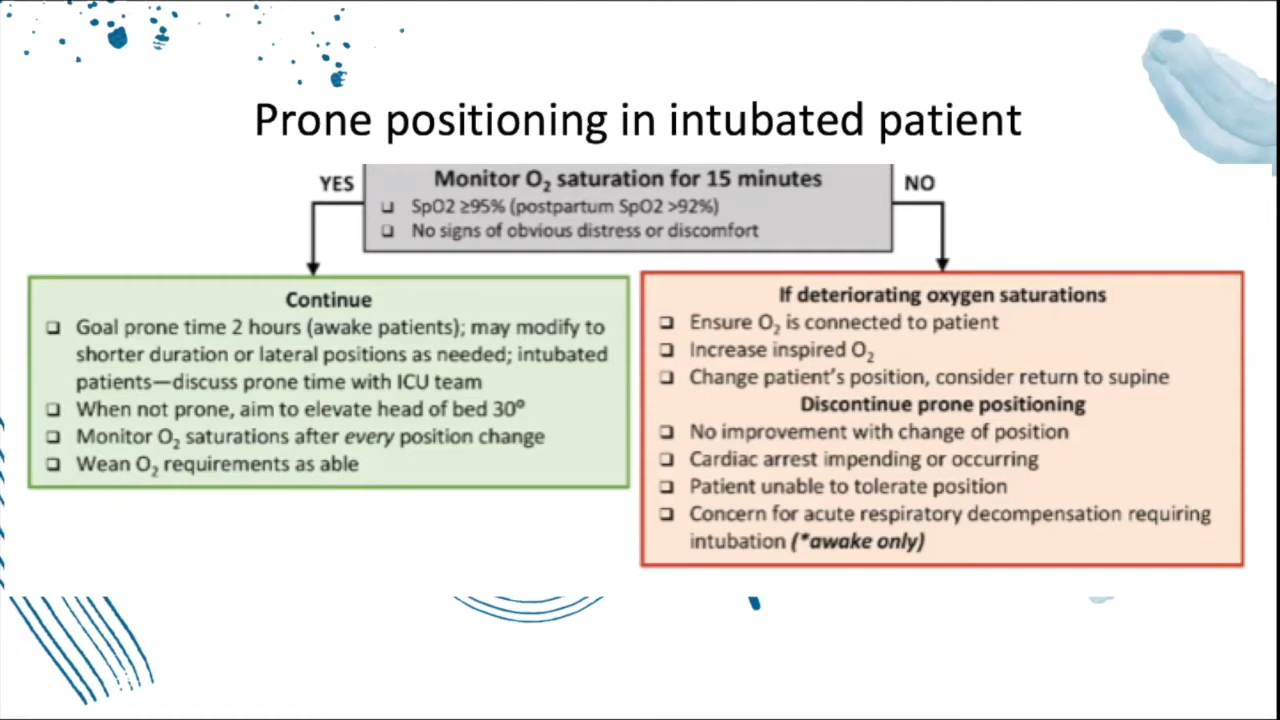 Prone positioning in intubated patient
YES
Monitor O₂ saturation for 15 minutes
NO
❑ SpO2 ≥95% (postpartum SpO2 >92%)
❑ No signs of obvious distress or discomfort
Continue
❑ Goal prone time 2 hours (awake patients); may modify to
shorter duration or lateral positions as needed; intubated
patients—discuss prone time with ICU team
❑ When not prone, aim to elevate head of bed 30⁰
❑ Monitor O₂ saturations after every position change
❑ Wean O₂ requirements as able
If deteriorating oxygen saturations
❑ Ensure O₂ is connected to patient
❑ Increase inspired O₂
❑ Change patient's position, consider return to supine
Discontinue prone positioning
❑ No improvement with change of position
❑ Cardiac arrest impending or occurring
❑ Patient unable to tolerate position
❑ Concern for acute respiratory decompensation requiring
intubation (*awake only)